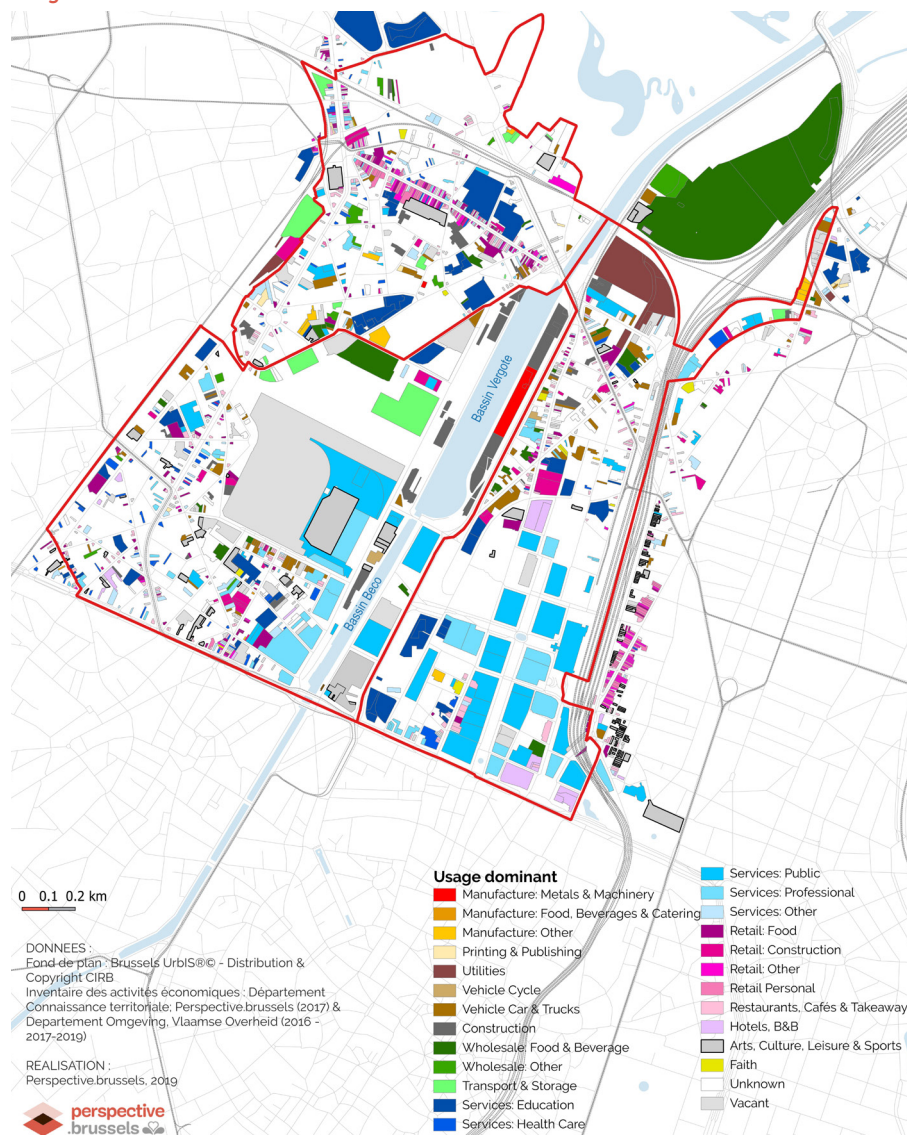 Bassin Vergote
Bassin Beco
0 0.1 0.2 km
DONNEES :
Fond de plan : Brussels UrbIS®© - Distribution &
Copyright CIRB
Inventaire des activités économiques : Département
Connaissance territoriale; Perspective.brussels (2017) &
Departement Omgeving, Vlaamse Overheid (2016 -
2017-2019)
REALISATION :
Perspective.brussels, 2019
perspective
.brussels
Usage dominant
Manufacture: Metals & Machinery
Manufacture: Food, Beverages & Catering
Manufacture: Other
Printing & Publishing
Utilities
Vehicle Cycle
Vehicle Car & Trucks
Construction
Wholesale: Food & Beverage
Wholesale: Other
Transport & Storage
Services: Education
Services: Health Care
Services: Public
Services: Professional
Services: Other
Retail: Food
Retail: Construction
Retail: Other
Retail Personal
Restaurants, Cafés & Takeaway
Hotels, B&B
Arts, Culture, Leisure & Sports
Faith
Unknown
Vacant